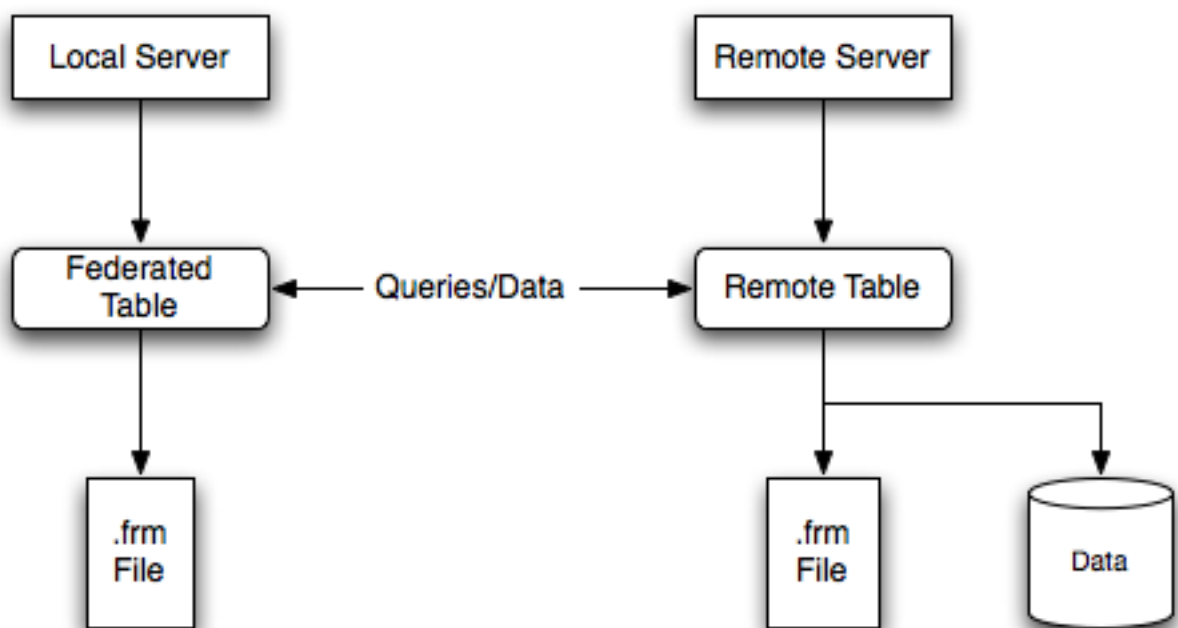 Local Server
Remote Server
Federated
Table
Queries/Data
Remote Table
.frm
File
.frm
File
Data